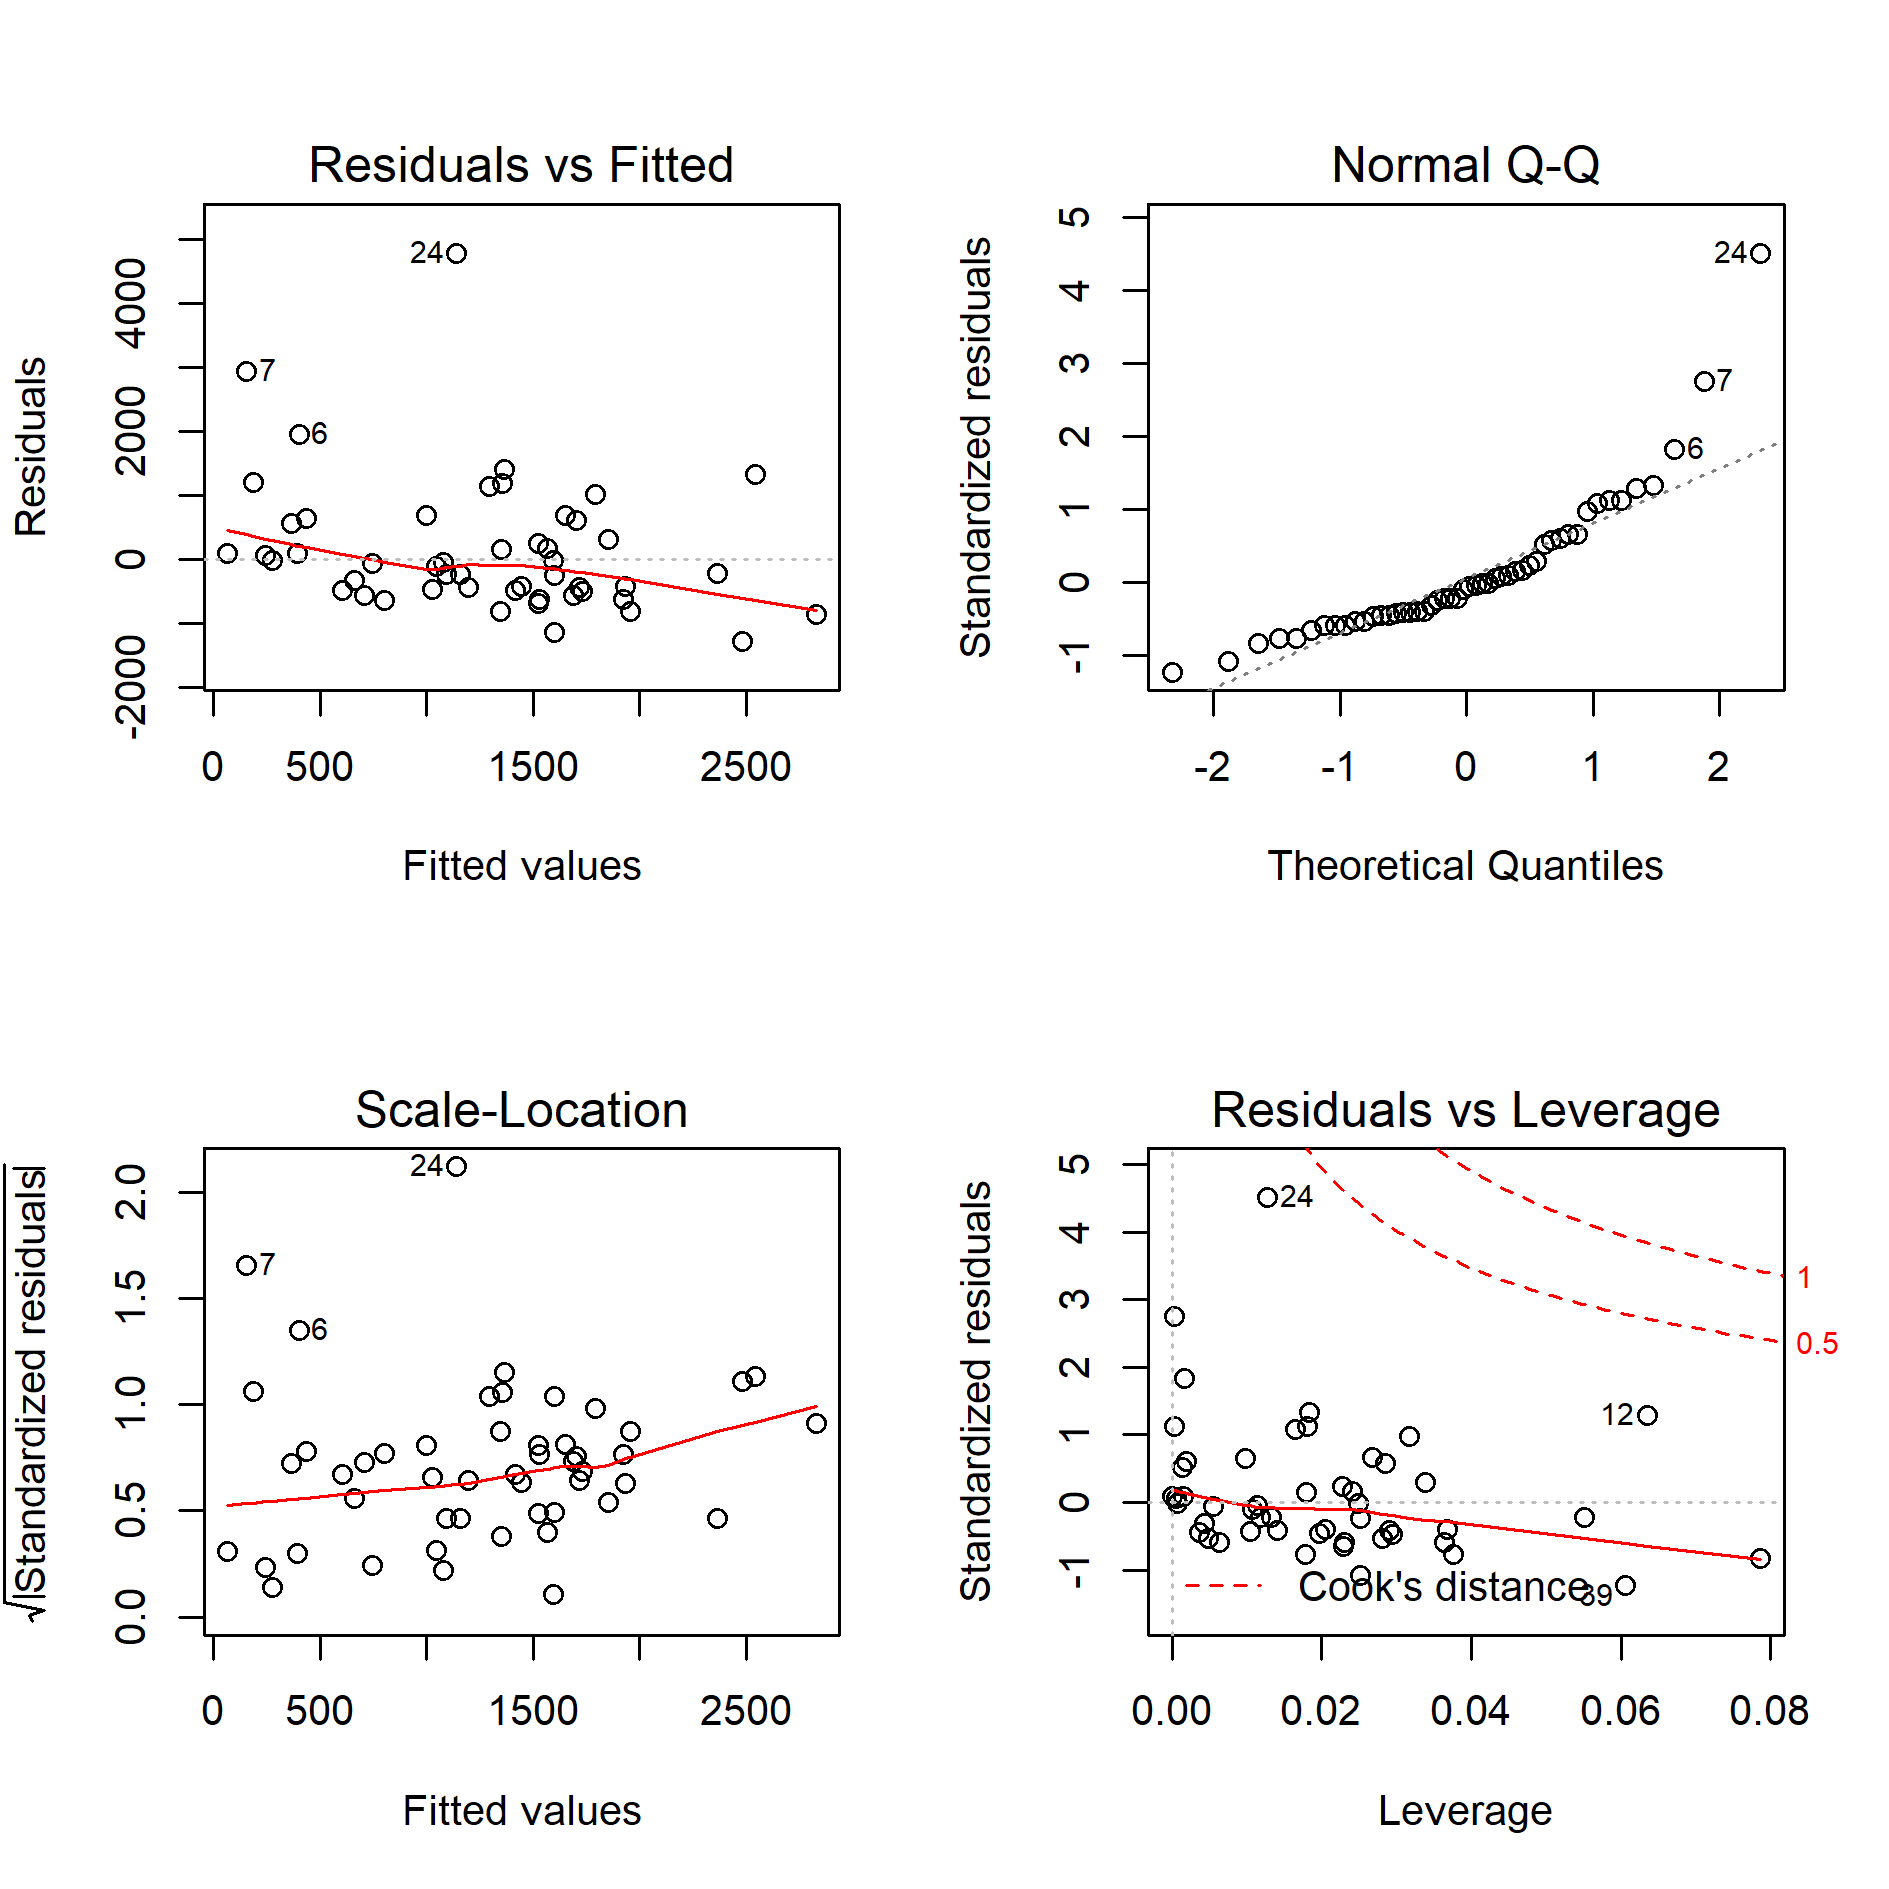 Residuals vs Fitted
Residuals
4000
2000
0
-2000
24
7
6
0 500 1500 2500
Fitted values
Normal Q-Q
Standardized residuals
5
4
3
2
1
0
-1
24
7
6
-2 -1 0 1 2
Theoretical Quantiles
Scale-Location
√|Standardized residuals|
2.0
1.5
1.0
0.5
0.0
24
7
6
0 500 1500 2500
Fitted values
Residuals vs Leverage
Standardized residuals
5
4
3
2
1
0
-1
24
1
0.5
12
Cook's distance
39
0.00 0.02 0.04 0.06 0.08
Leverage